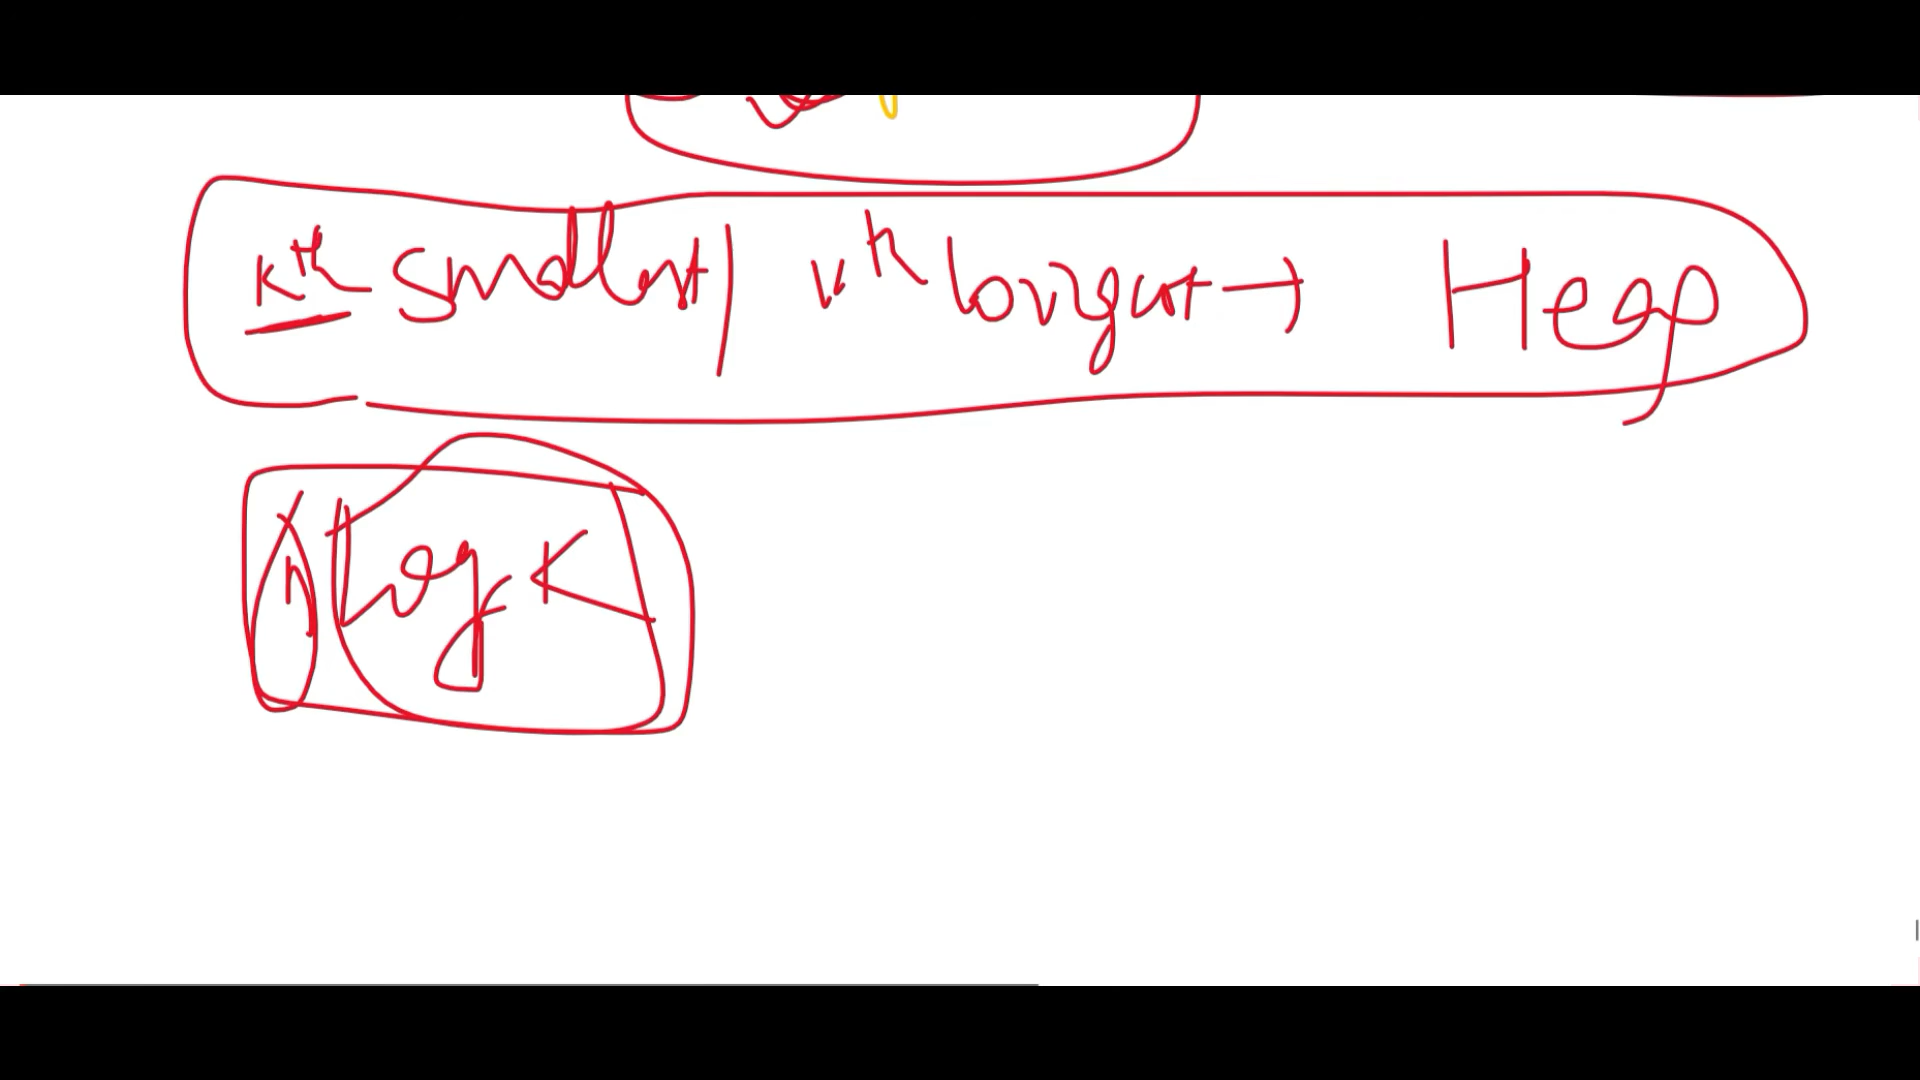 Kth smallest / kth largest → Heap
n log K